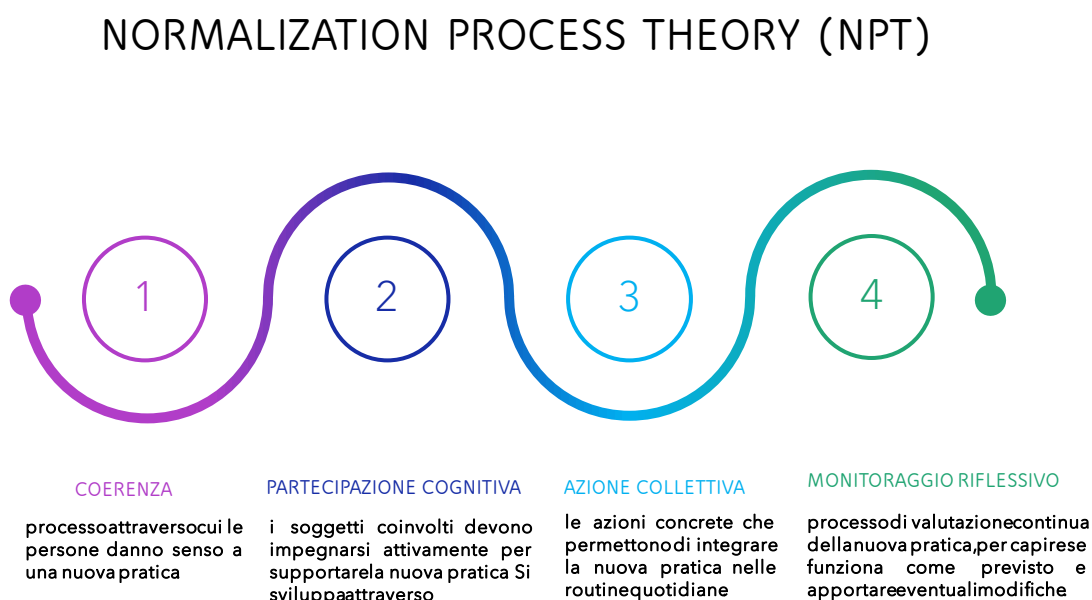 NORMALIZATION PROCESS THEORY (NPT)
1
2
3
4
COERENZA
processoattraversocui le
persone danno senso a
una nuova pratica
PARTECIPAZIONE COGNITIVA
i soggetti coinvolti devono
impegnarsi attivamente per
supportarela nuova pratica Si
sviluppaattraverso
AZIONE COLLETTIVA
le azioni concrete che
permettonodi integrare
la nuova pratica nelle
routinequotidiane
MONITORAGGIO RIFLESSIVO
processodi valutazionecontinua
dellanuova pratica,per capirese
funziona come previsto e
apportareeventualimodifiche